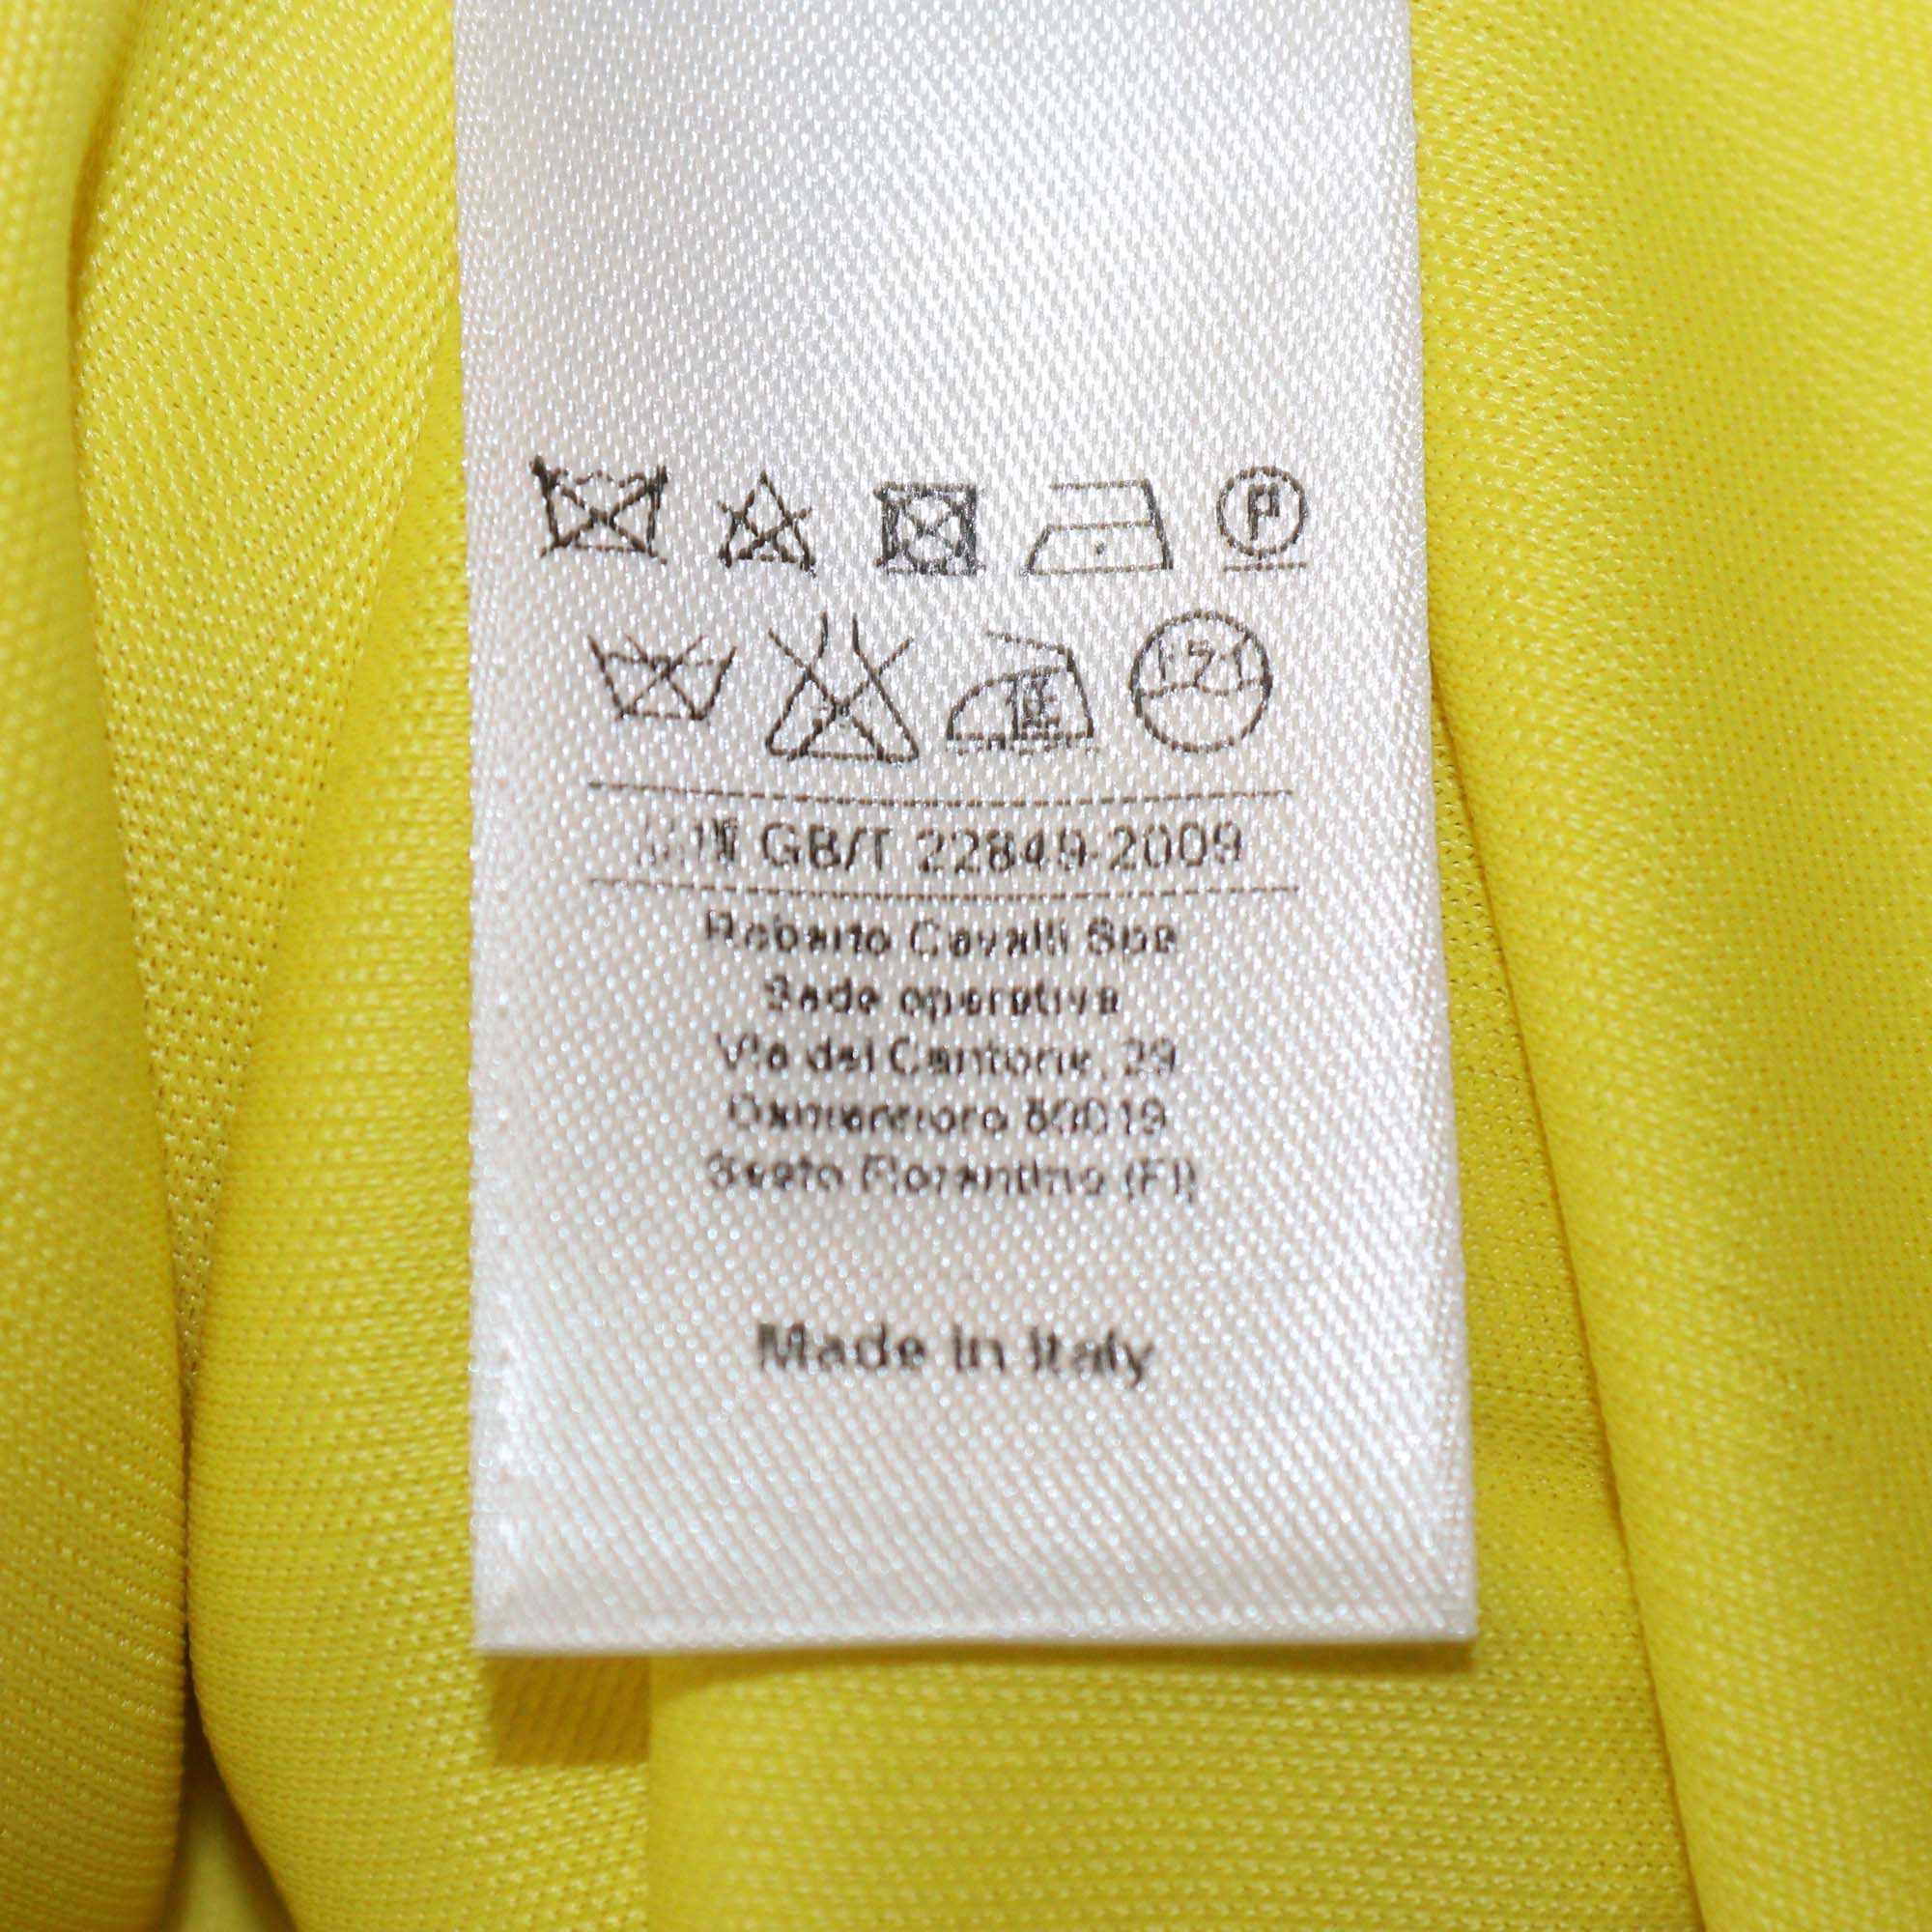 P
GB/T 22849-2009
Roberto Cavalli Spa
Sede operativa
Via del Cantone, 29
Osmannoro 50019
Sesto Fiorentino (FI)
Made in Italy